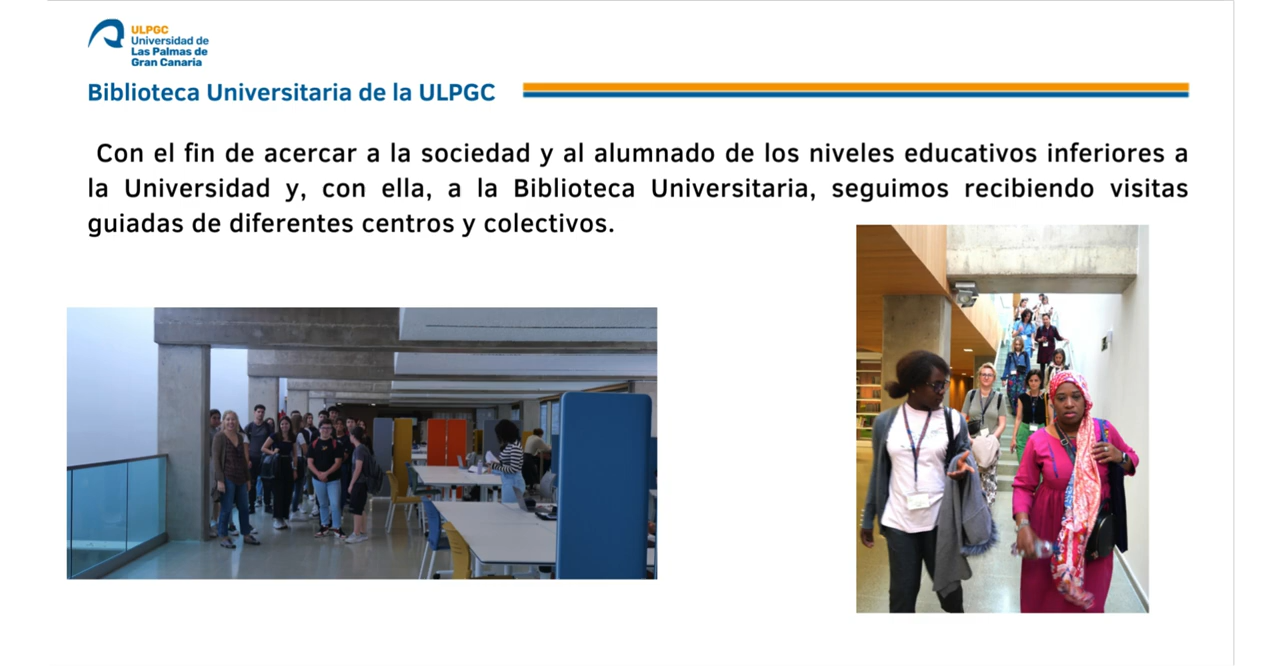 ULPGC
Universidad de
Las Palmas de
Gran Canaria
Biblioteca Universitaria de la ULPGC
Con el fin de acercar a la sociedad y al alumnado de los niveles educativos inferiores a
la Universidad y, con ella, a la Biblioteca Universitaria, seguimos recibiendo visitas
guiadas de diferentes centros y colectivos.